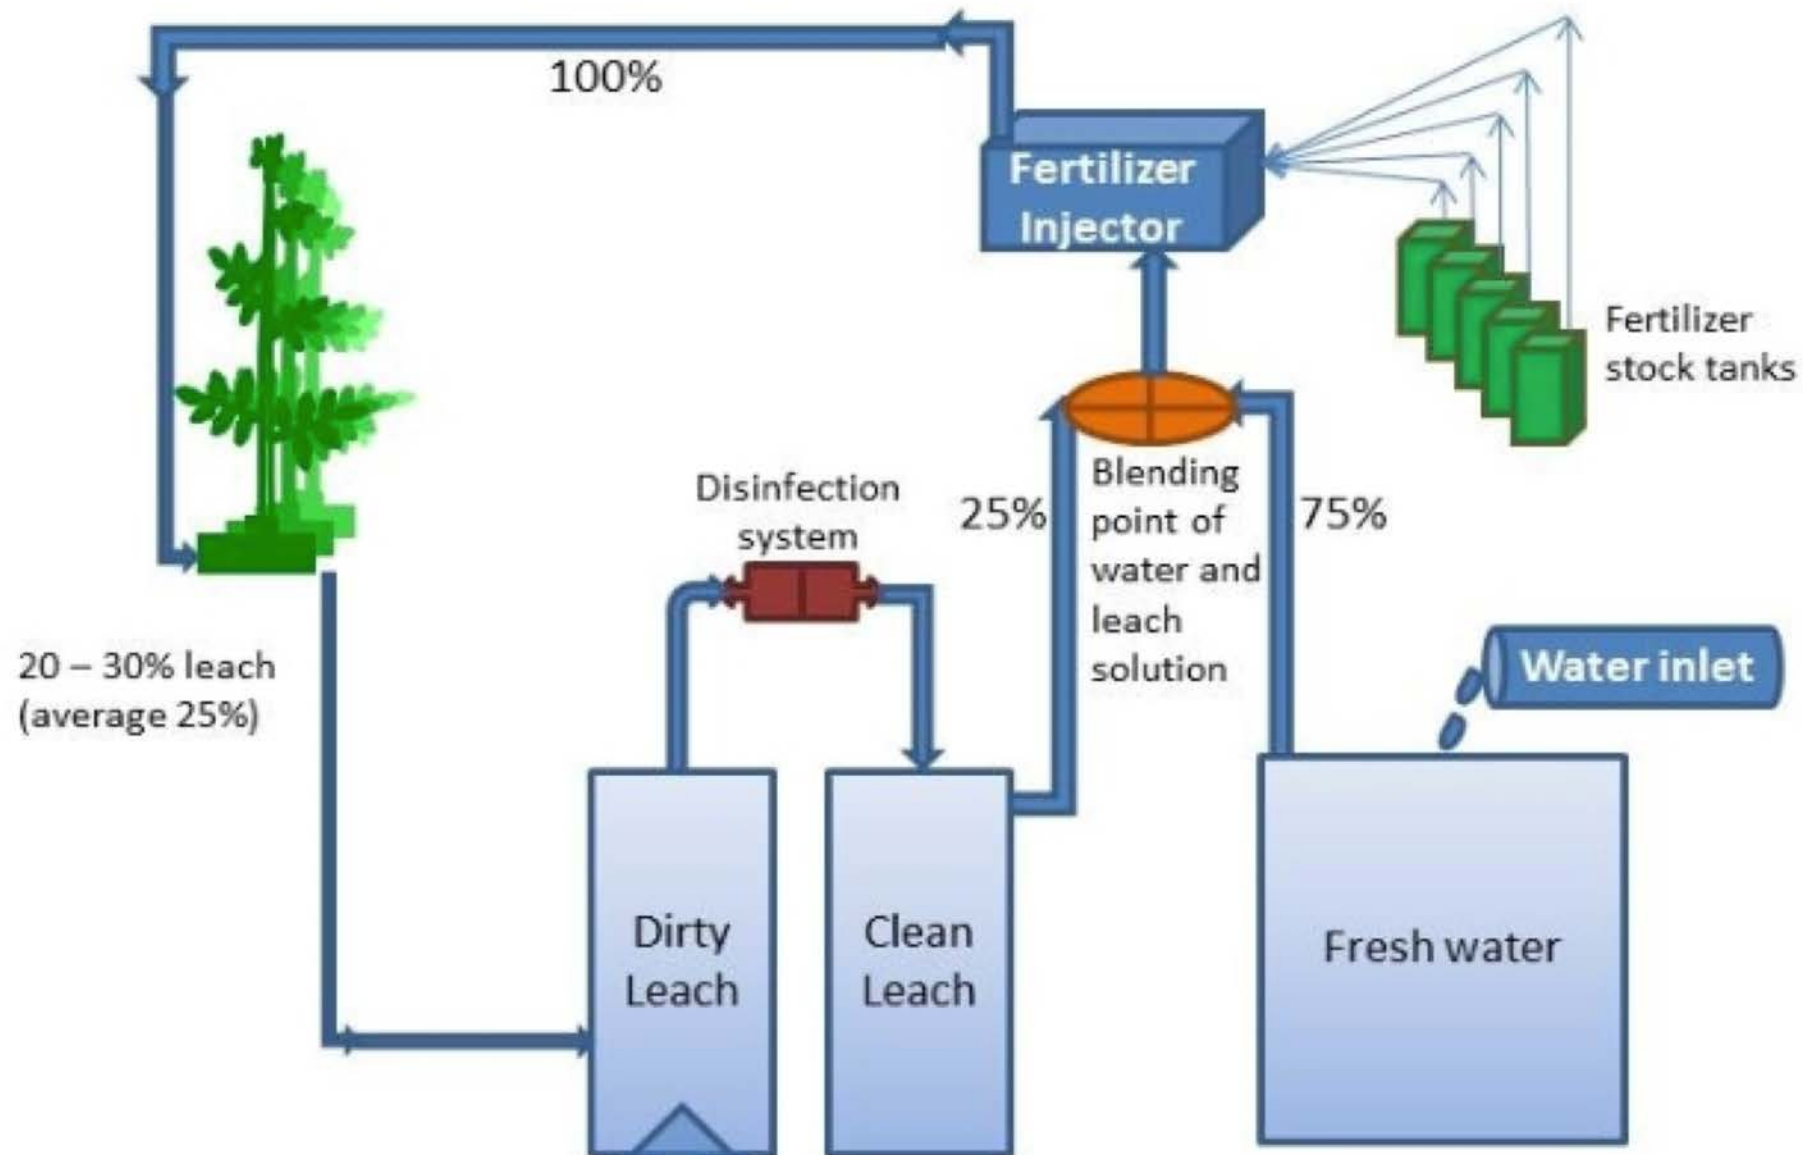 100%
Fertilizer
Injector
Fertilizer
stock tanks
Disinfection
system
25%
Blending
point of
water and
leach
solution
75%
20 – 30% leach
(average 25%)
Water inlet
Dirty
Leach
Clean
Leach
Fresh water